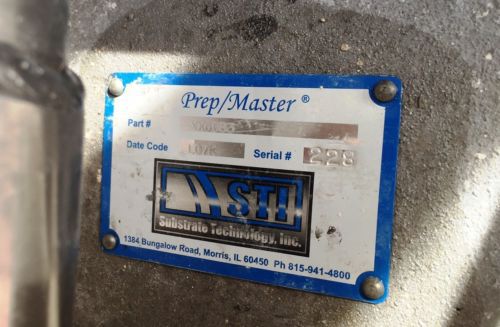 Prep/Master ®
Part #
Date Code Serial # 228
STI
Substrate Technology, Inc.
1384 Bungalow Road, Morris, IL 60450 Ph 815-941-4800